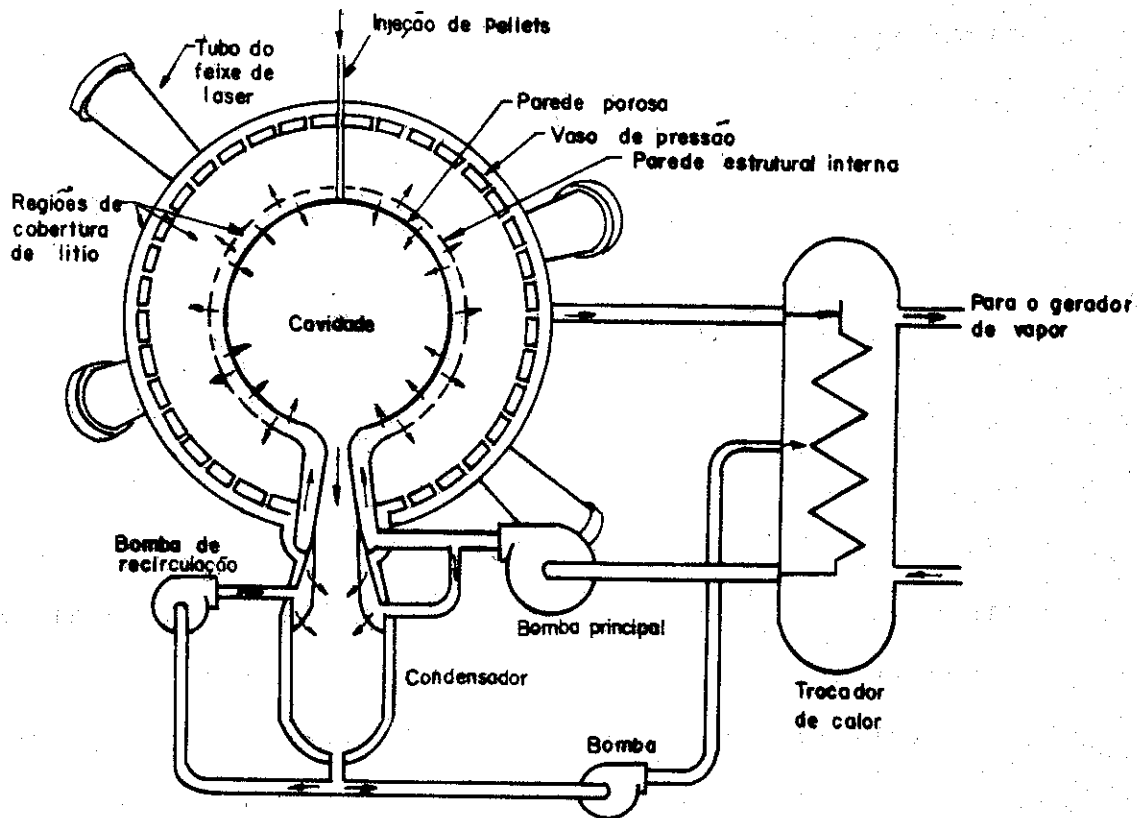 Injeção de Pellets
Tubo do
feixe de
laser
Parede porosa
Vaso de pressão
Parede estrutural interna
Regiões de
cobertura
de lítio
Cavidade
Para o gerador
de vapor
Bomba de
recirculação
Bomba principal
Condensador
Trocador
de calor
Bomba